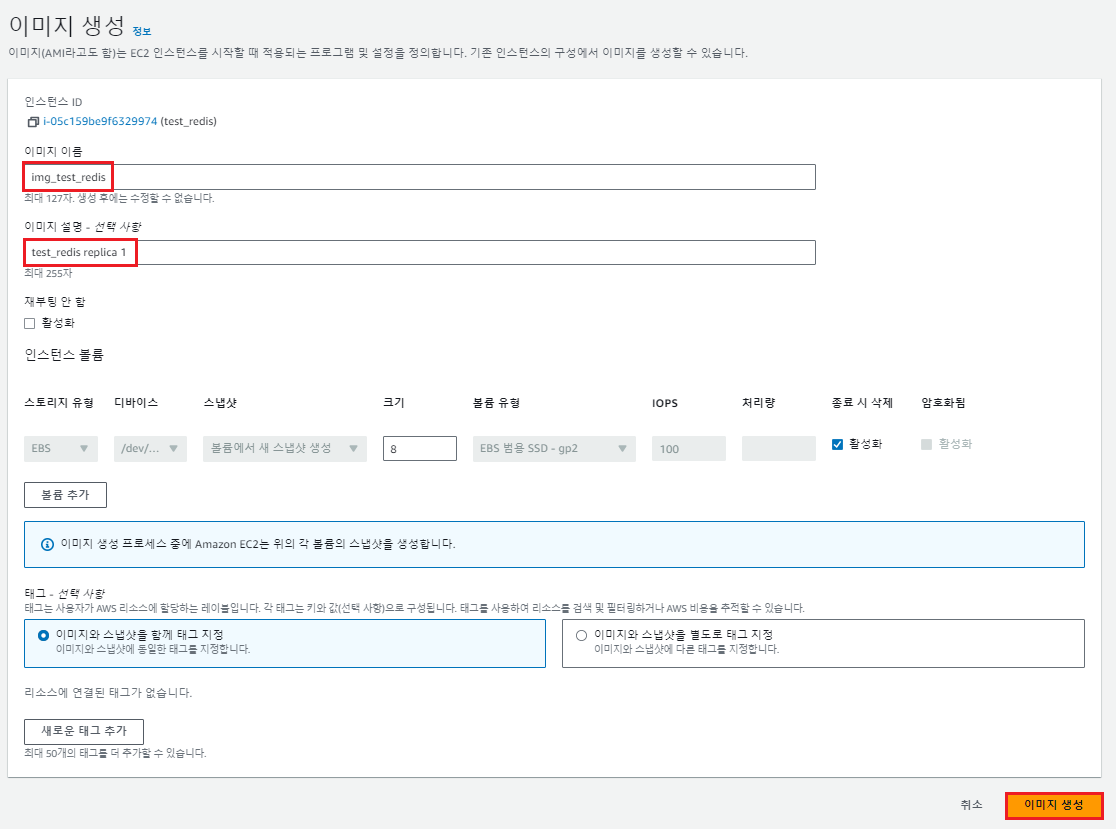 이미지 생성 정보
이미지(AMI라고도 함)는 EC2 인스턴스를 시작할 때 적용되는 프로그램 및 설정을 정의합니다. 기존 인스턴스의 구성에서 이미지를 생성할 수 있습니다.
인스턴스 ID
i-05c159be9f6329974 (test_redis)
이미지 이름
img_test_redis
최대 127자. 생성 후에는 수정할 수 없습니다.
이미지 설명 - 선택 사항
test_redis replica 1
최대 255자
재부팅 안 함
활성화
인스턴스 볼륨
스토리지 유형 디바이스 스냅샷 크기 볼륨 유형 IOPS 처리량 종료 시 삭제 암호화됨
EBS /dev/... 볼륨에서 새 스냅샷 생성 8 EBS 범용 SSD - gp2 100 활성화 활성화
볼륨 추가
이미지 생성 프로세스 중에 Amazon EC2는 위의 각 볼륨의 스냅샷을 생성합니다.
태그 - 선택 사항
태그는 사용자가 AWS 리소스에 할당하는 레이블입니다. 각 태그는 키와 값(선택 사항)으로 구성됩니다. 태그를 사용하여 리소스를 검색 및 필터링하거나 AWS 비용을 추적할 수 있습니다.
이미지와 스냅샷을 함께 태그 지정
이미지와 스냅샷에 동일한 태그를 지정합니다.
이미지와 스냅샷을 별도로 태그 지정
이미지와 스냅샷에 다른 태그를 지정합니다.
리소스에 연결된 태그가 없습니다.
새로운 태그 추가
최대 50개의 태그를 더 추가할 수 있습니다.
취소 이미지 생성